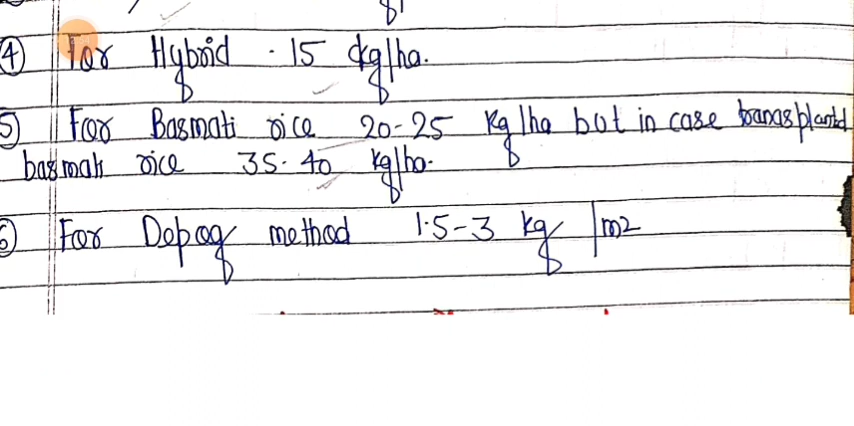 ④ For Hybrid - 15 kg/ha.
⑤ For Basmati rice 20-25 kg/ha but in case transplantd
basmati rice 35-40 kg/ha.
⑥ For Dapog method 1.5-3 kg/m2